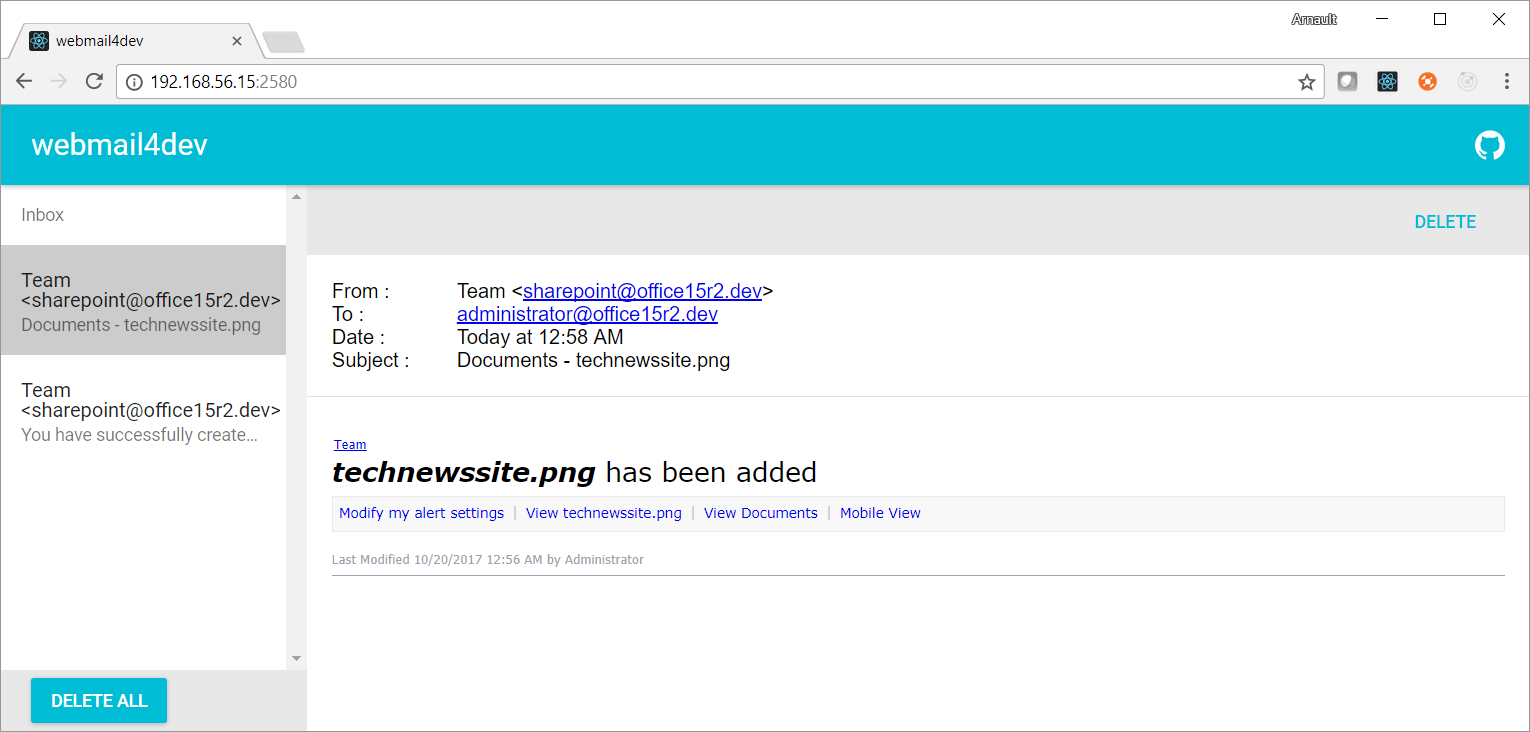 Arnault
webmail4dev
192.168.56.15:2580
webmail4dev
Inbox
DELETE
Team
<sharepoint@office15r2.dev>
Documents - technewssite.png
Team
<sharepoint@office15r2.dev>
You have successfully create...
DELETE ALL
From : Team <sharepoint@office15r2.dev>
To : administrator@office15r2.dev
Date : Today at 12:58 AM
Subject : Documents - technewssite.png
Team
technewssite.png has been added
Modify my alert settings | View technewssite.png | View Documents | Mobile View
Last Modified 10/20/2017 12:56 AM by Administrator